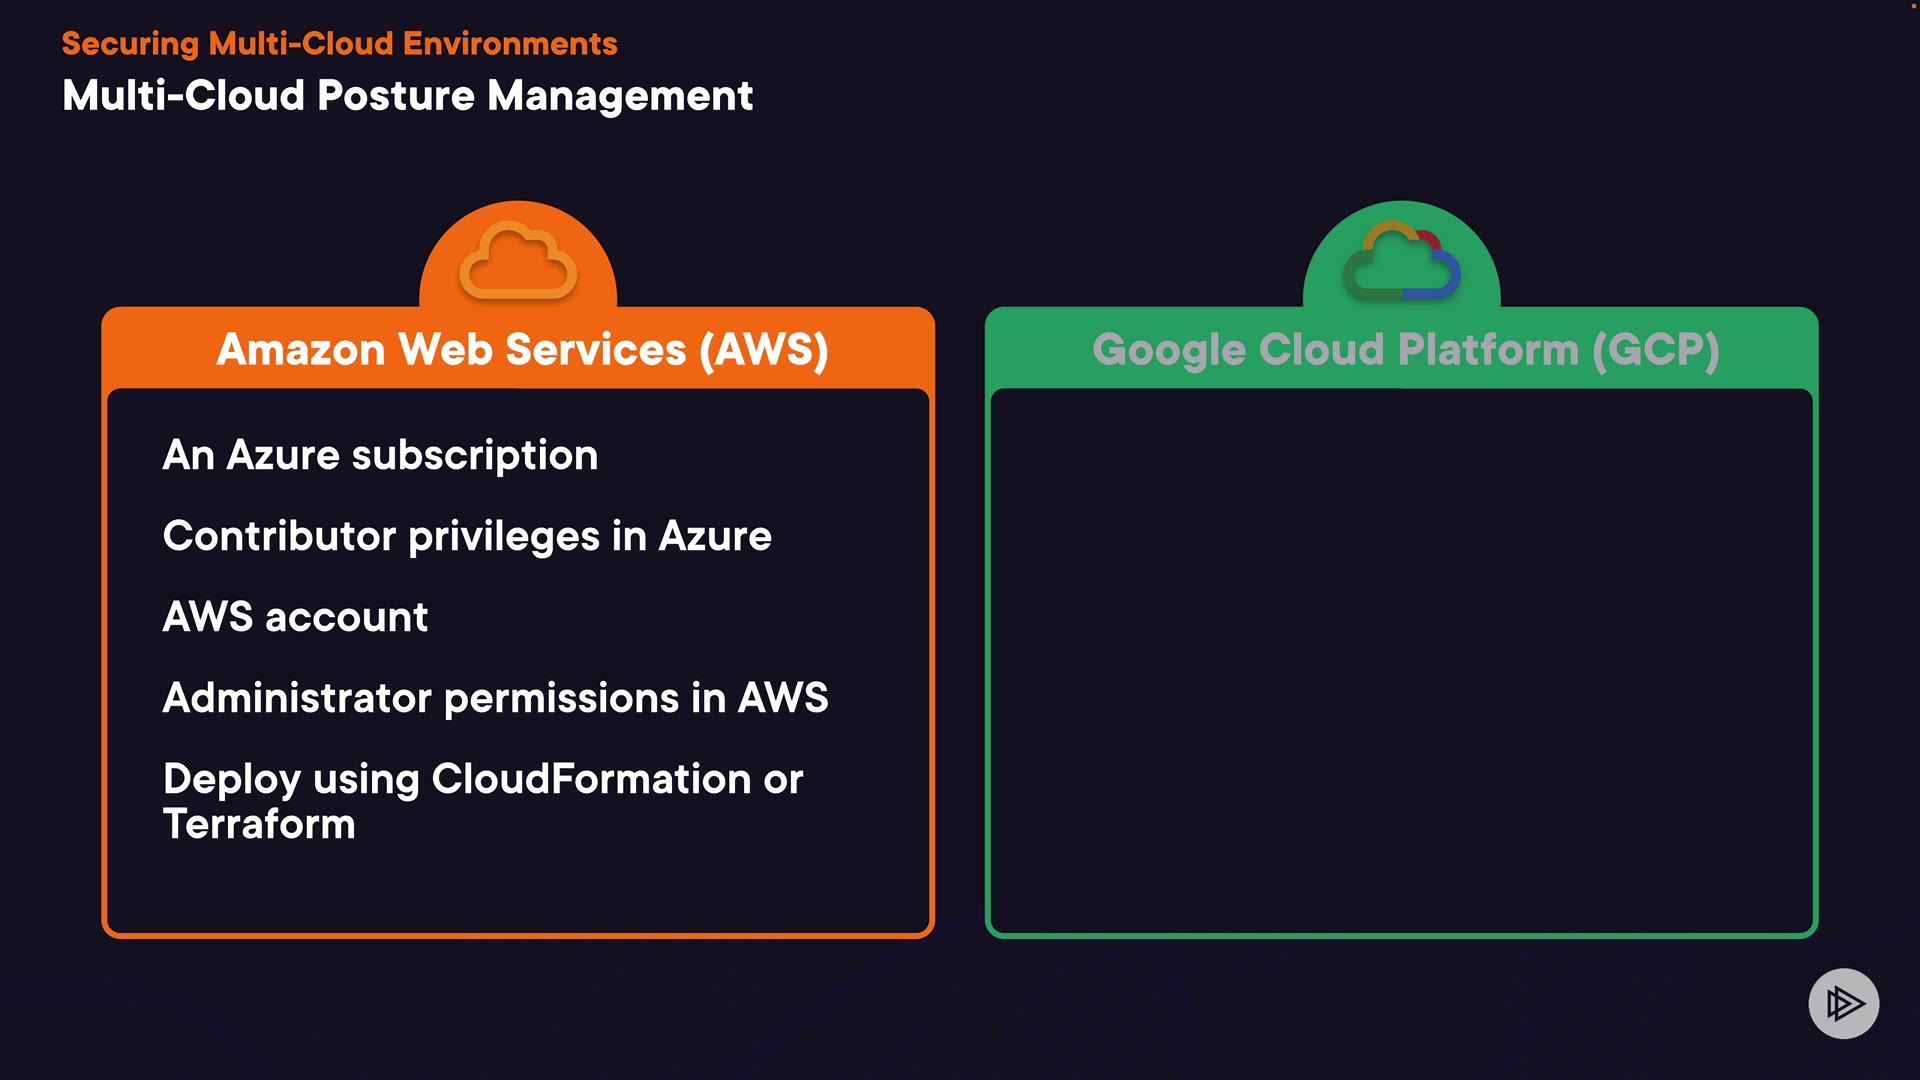 Securing Multi-Cloud Environments
Multi-Cloud Posture Management
Amazon Web Services (AWS)
An Azure subscription
Contributor privileges in Azure
AWS account
Administrator permissions in AWS
Deploy using CloudFormation or
Terraform
Google Cloud Platform (GCP)